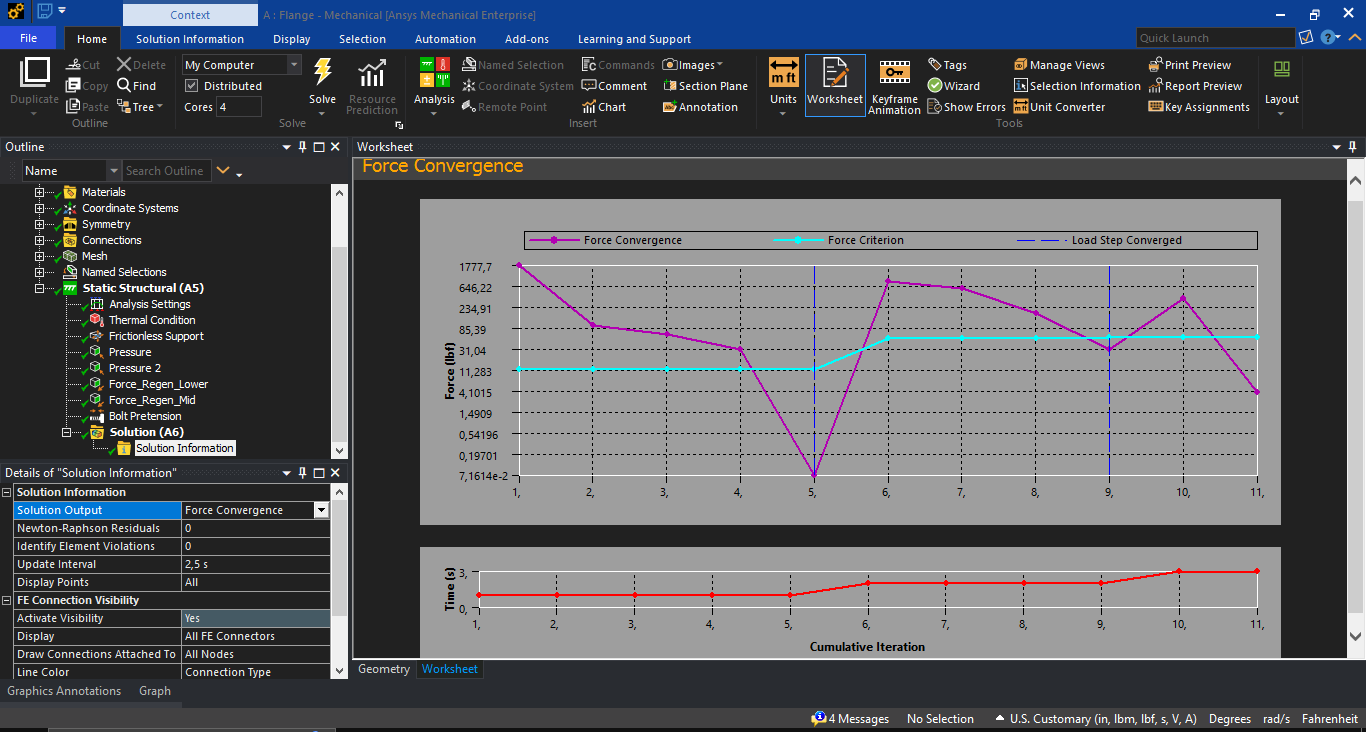 Context
A : Flange - Mechanical [Ansys Mechanical Enterprise]
File Home Solution Information Display Selection Automation Add-ons Learning and Support Quick Launch
Duplicate
Cut
Copy
Paste
Delete
Find
Tree
Outline
My Computer
Distributed
Cores 4
Solve
Resource Prediction
Solve
Analysis
Named Selection
Coordinate System
Remote Point
Commands
Comment
Chart
Images
Section Plane
Annotation
Insert
Units
Worksheet
Keyframe Animation
Tags
Wizard
Show Errors
Manage Views
Selection Information
Unit Converter
Print Preview
Report Preview
Key Assignments
Tools
Layout
Outline
Name Search Outline
Materials
Coordinate Systems
Symmetry
Connections
Mesh
Named Selections
Static Structural (A5)
Analysis Settings
Thermal Condition
Frictionless Support
Pressure
Pressure 2
Force_Regen_Lower
Force_Regen_Mid
Bolt Pretension
Solution (A6)
Solution Information
Details of "Solution Information"
Solution Information
Solution Output Force Convergence
Newton-Raphson Residuals 0
Identify Element Violations 0
Update Interval 2,5 s
Display Points All
FE Connection Visibility
Activate Visibility Yes
Display All FE Connectors
Draw Connections Attached To All Nodes
Line Color Connection Type
Graphics Annotations Graph
Worksheet
Force Convergence
Force Convergence Force Criterion Load Step Converged
Force (lbf)
1777,7
646,22
234,91
85,39
31,04
11,283
4,1015
1,4909
0,54196
0,19701
7,1614e-2
1, 2, 3, 4, 5, 6, 7, 8, 9, 10, 11,
Time (s)
3,
0,
1, 2, 3, 4, 5, 6, 7, 8, 9, 10, 11,
Cumulative Iteration
Geometry Worksheet
4 Messages No Selection U.S. Customary (in, lbm, lbf, s, V, A) Degrees rad/s Fahrenheit